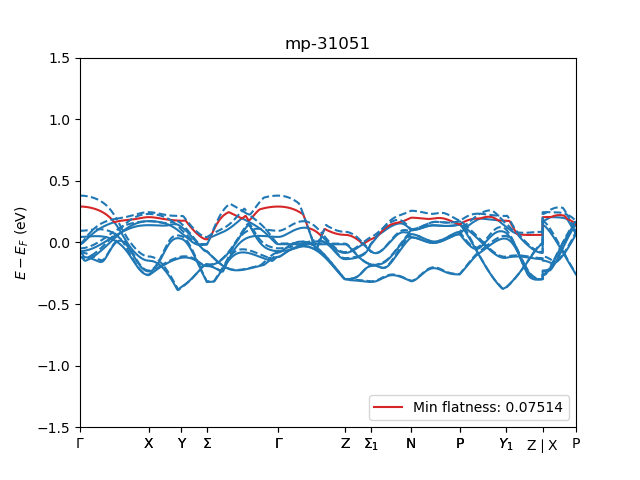 mp-31051
1.5
1.0
0.5
0.0
−0.5
−1.0
−1.5
E − E_F (eV)
Min flatness: 0.07514
Γ X Y Σ Γ Z Σ₁ N P Y₁ Z | X P